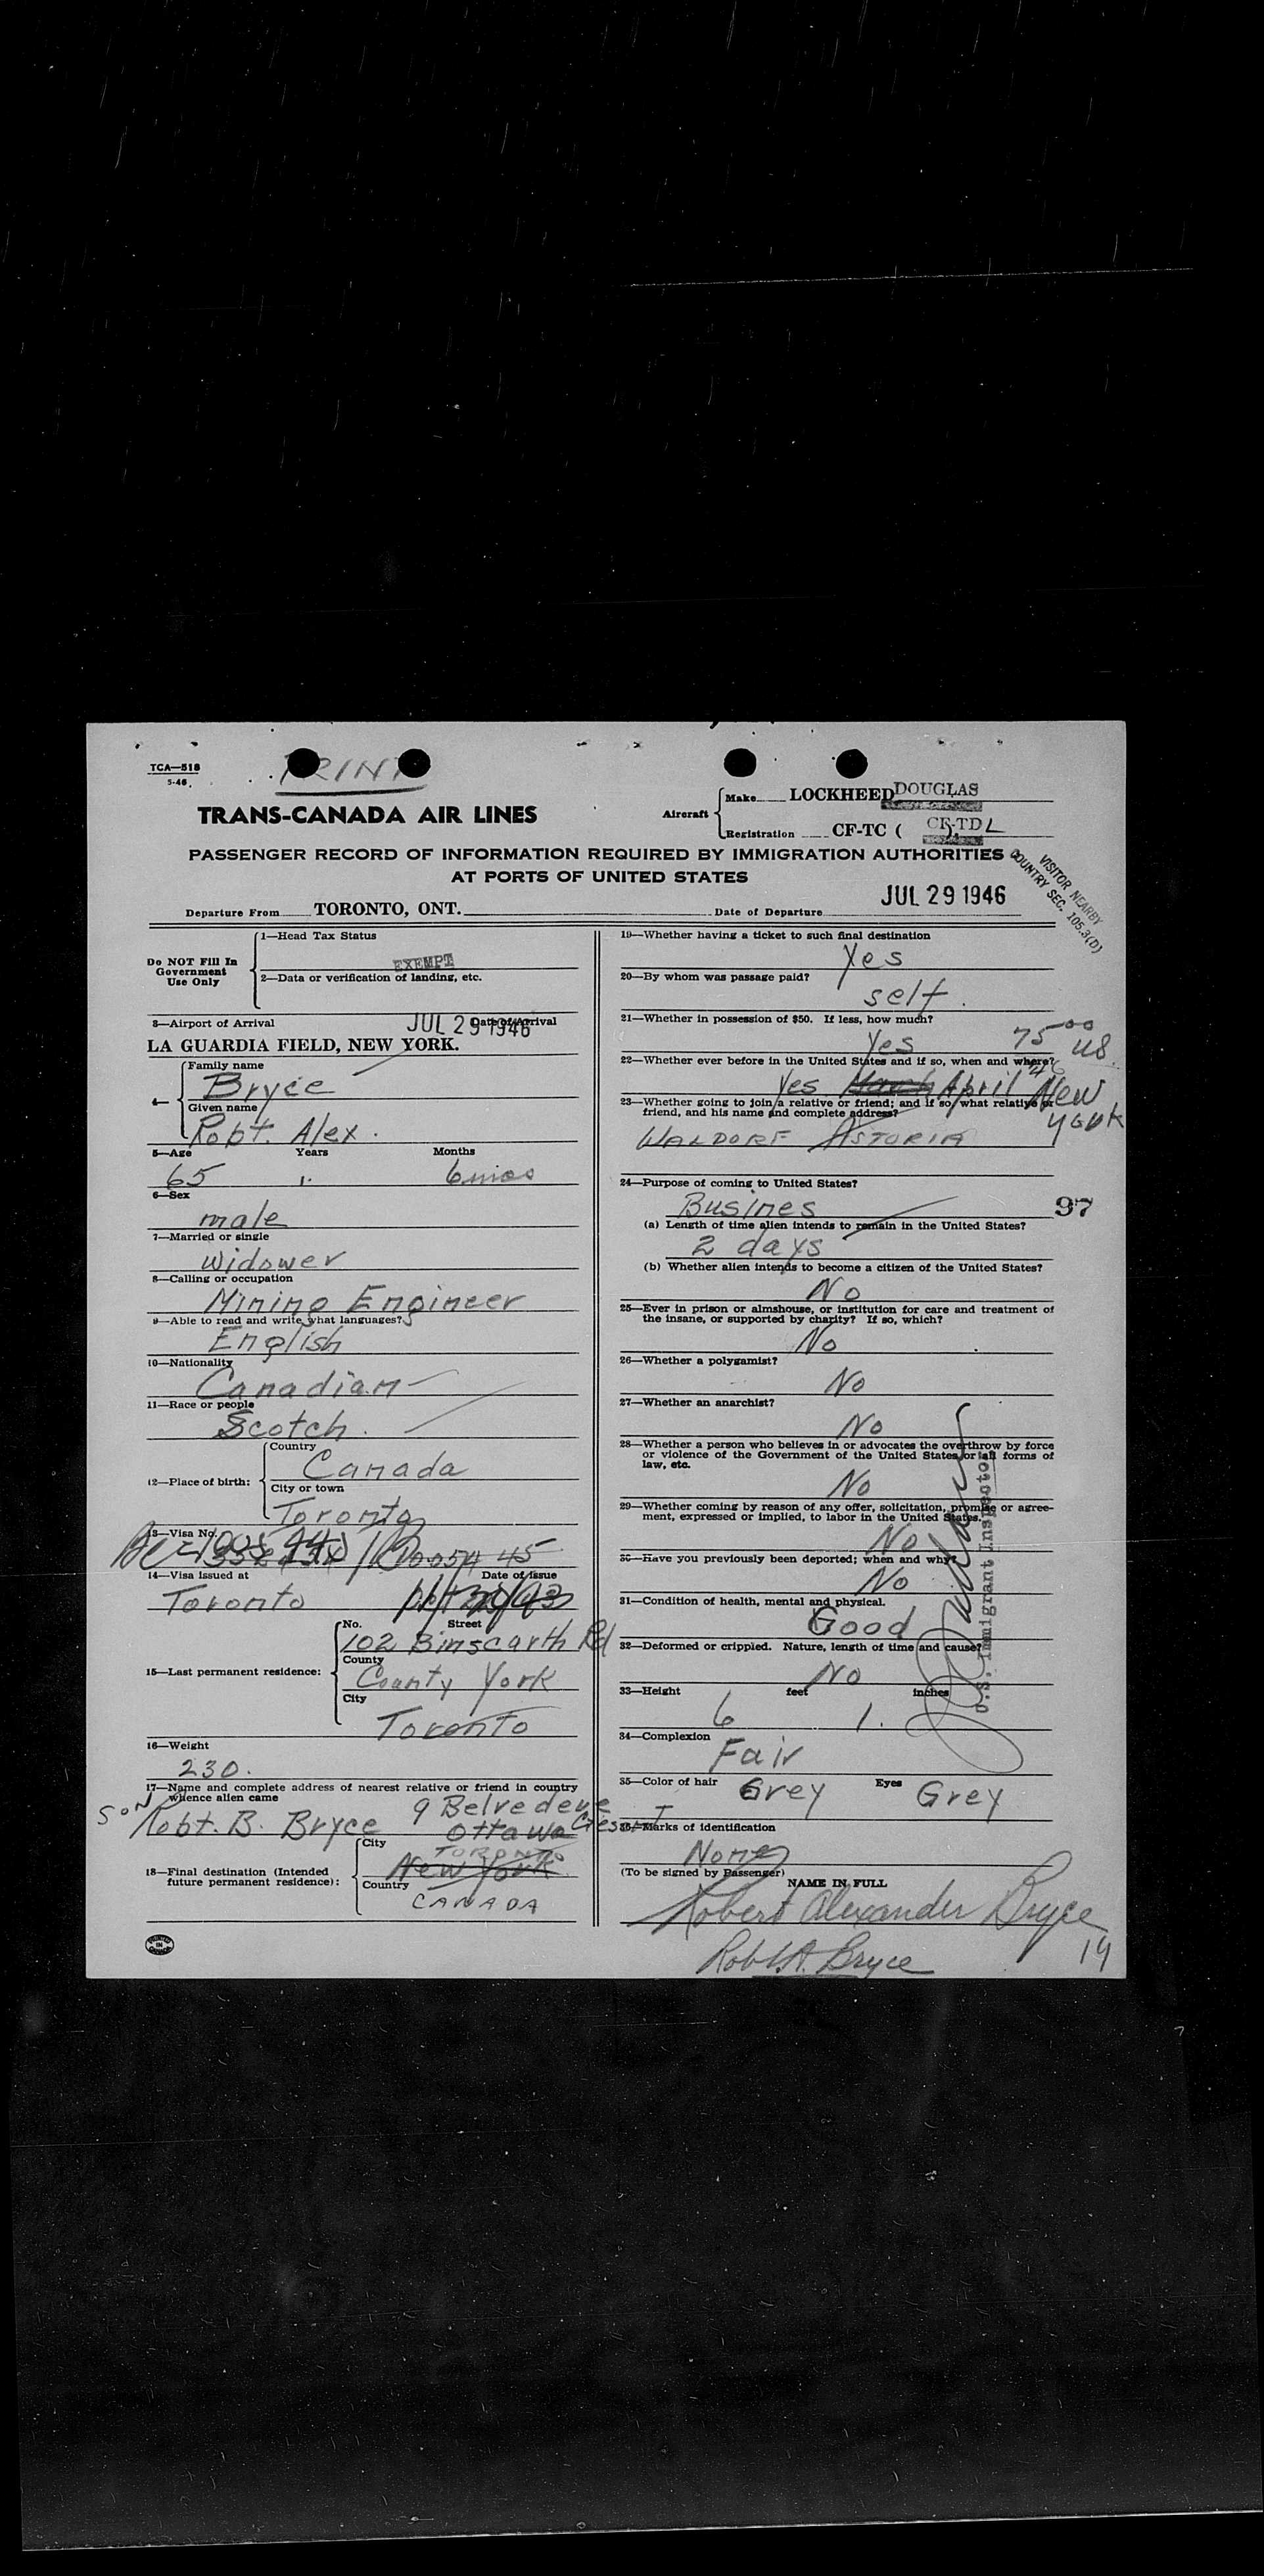 TCA—518
5-46.
PRINT
TRANS-CANADA AIR LINES
Aircraft
Make LOCKHEED DOUGLAS
Registration CF-TC ( CF-TDL
PASSENGER RECORD OF INFORMATION REQUIRED BY IMMIGRATION AUTHORITIES
AT PORTS OF UNITED STATES
VISITOR NEARBY
COUNTRY SEC. 105.3(D)
Departure From TORONTO, ONT.
Date of Departure JUL 29 1946
Do NOT Fill In
Government
Use Only
1—Head Tax Status
EXEMPT
2—Data or verification of landing, etc.
3—Airport of Arrival
Date of Arrival
JUL 29 1946
LA GUARDIA FIELD, NEW YORK.
4—
Family name
Bryce
Given name
Robt. Alex.
5—Age Years Months
65 6 mos
6—Sex
male
7—Married or single
Widower
8—Calling or occupation
Mining Engineer
9—Able to read and write what languages?
English
10—Nationality
Canadian
11—Race or people
Scotch.
12—Place of birth:
Country
Canada
City or town
Toronto
13—Visa No.
45
14—Visa issued at Date of issue
Toronto
15—Last permanent residence:
No. Street
102 Binscarth Rd
County
County York
City
Toronto
16—Weight
230.
17—Name and complete address of nearest relative or friend in country
whence alien came
Son Robt. B. Bryce 9 Belvedere Cresent
Ottawa
18—Final destination (Intended
future permanent residence):
City
TORONTO
New York
Country
CANADA
19—Whether having a ticket to such final destination
Yes
20—By whom was passage paid?
self.
21—Whether in possession of $50. If less, how much?
Yes 75 00 US
22—Whether ever before in the United States and if so, when and where?
Yes March April 46 New York
23—Whether going to join a relative or friend; and if so, what relative or
friend, and his name and complete address?
WALDORF ASTORIA
24—Purpose of coming to United States?
Busines
97
(a) Length of time alien intends to remain in the United States?
2 days
(b) Whether alien intends to become a citizen of the United States?
No
25—Ever in prison or almshouse, or institution for care and treatment of
the insane, or supported by charity? If so, which?
No
26—Whether a polygamist?
No
27—Whether an anarchist?
No
28—Whether a person who believes in or advocates the overthrow by force
or violence of the Government of the United States or all forms of
law, etc.
No
29—Whether coming by reason of any offer, solicitation, promise or agree-
ment, expressed or implied, to labor in the United States.
No
30—Have you previously been deported; when and why?
No
31—Condition of health, mental and physical.
Good
32—Deformed or crippled. Nature, length of time and cause?
No
33—Height feet inches
6 1.
34—Complexion
Fair
35—Color of hair Grey Eyes Grey
36—Marks of identification
None
U.S. Immigrant Inspector
(To be signed by Passenger)
NAME IN FULL
Robert Alexander Bryce
Robt. A. Bryce
14
PRINTED
IN
CANADA